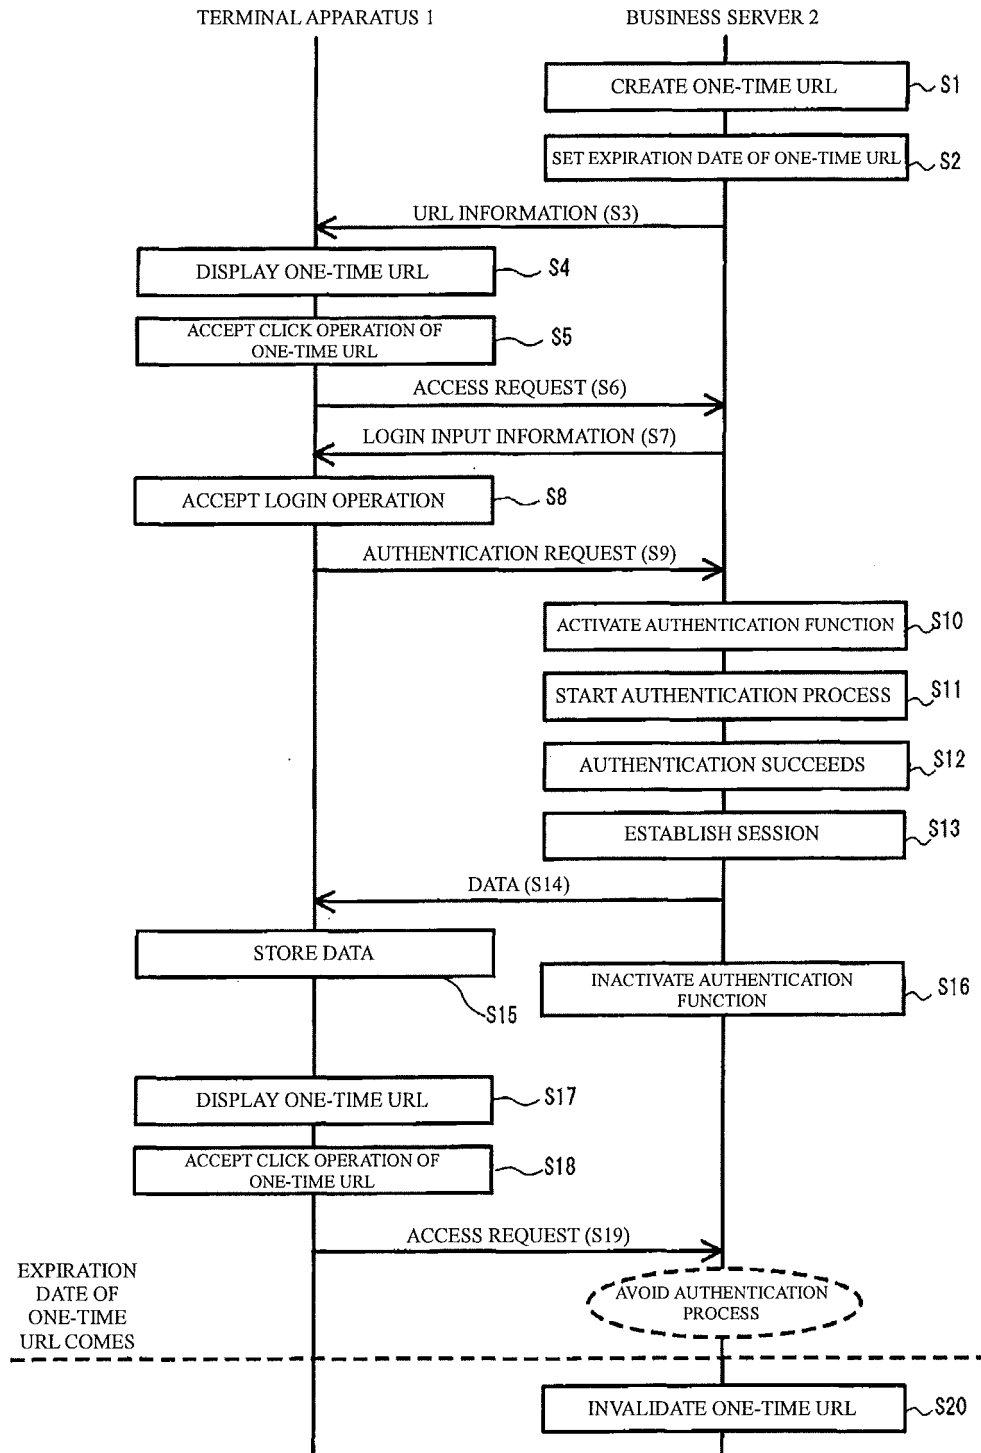 TERMINAL APPARATUS 1
BUSINESS SERVER 2
CREATE ONE-TIME URL
S1
SET EXPIRATION DATE OF ONE-TIME URL
S2
URL INFORMATION (S3)
DISPLAY ONE-TIME URL
S4
ACCEPT CLICK OPERATION OF
ONE-TIME URL
S5
ACCESS REQUEST (S6)
LOGIN INPUT INFORMATION (S7)
ACCEPT LOGIN OPERATION
S8
AUTHENTICATION REQUEST (S9)
ACTIVATE AUTHENTICATION FUNCTION
S10
START AUTHENTICATION PROCESS
S11
AUTHENTICATION SUCCEEDS
S12
ESTABLISH SESSION
S13
DATA (S14)
STORE DATA
S15
INACTIVATE AUTHENTICATION
FUNCTION
S16
DISPLAY ONE-TIME URL
S17
ACCEPT CLICK OPERATION OF
ONE-TIME URL
S18
ACCESS REQUEST (S19)
AVOID AUTHENTICATION
PROCESS
EXPIRATION
DATE OF
ONE-TIME
URL COMES
INVALIDATE ONE-TIME URL
S20